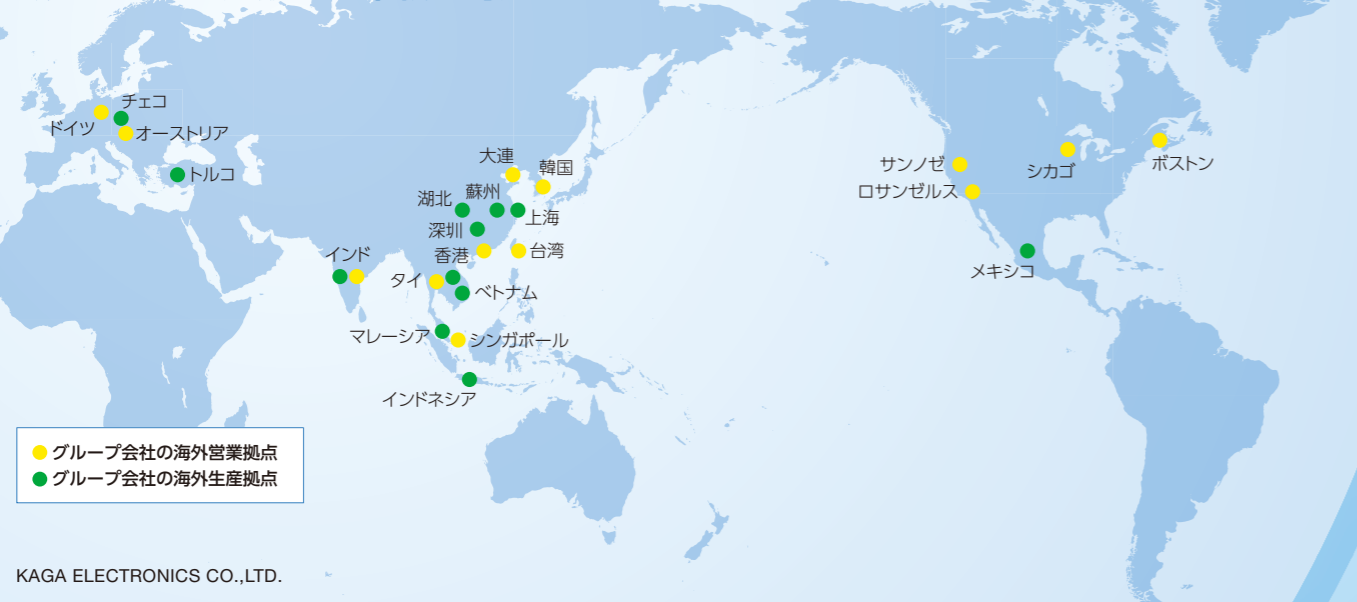 チェコ
ドイツ
オーストリア
トルコ
大連
韓国
湖北
蘇州
上海
深圳
香港
台湾
インド
タイ
ベトナム
マレーシア
シンガポール
インドネシア
サンノゼ
ロサンゼルス
シカゴ
ボストン
メキシコ
グループ会社の海外営業拠点
グループ会社の海外生産拠点
KAGA ELECTRONICS CO.,LTD.